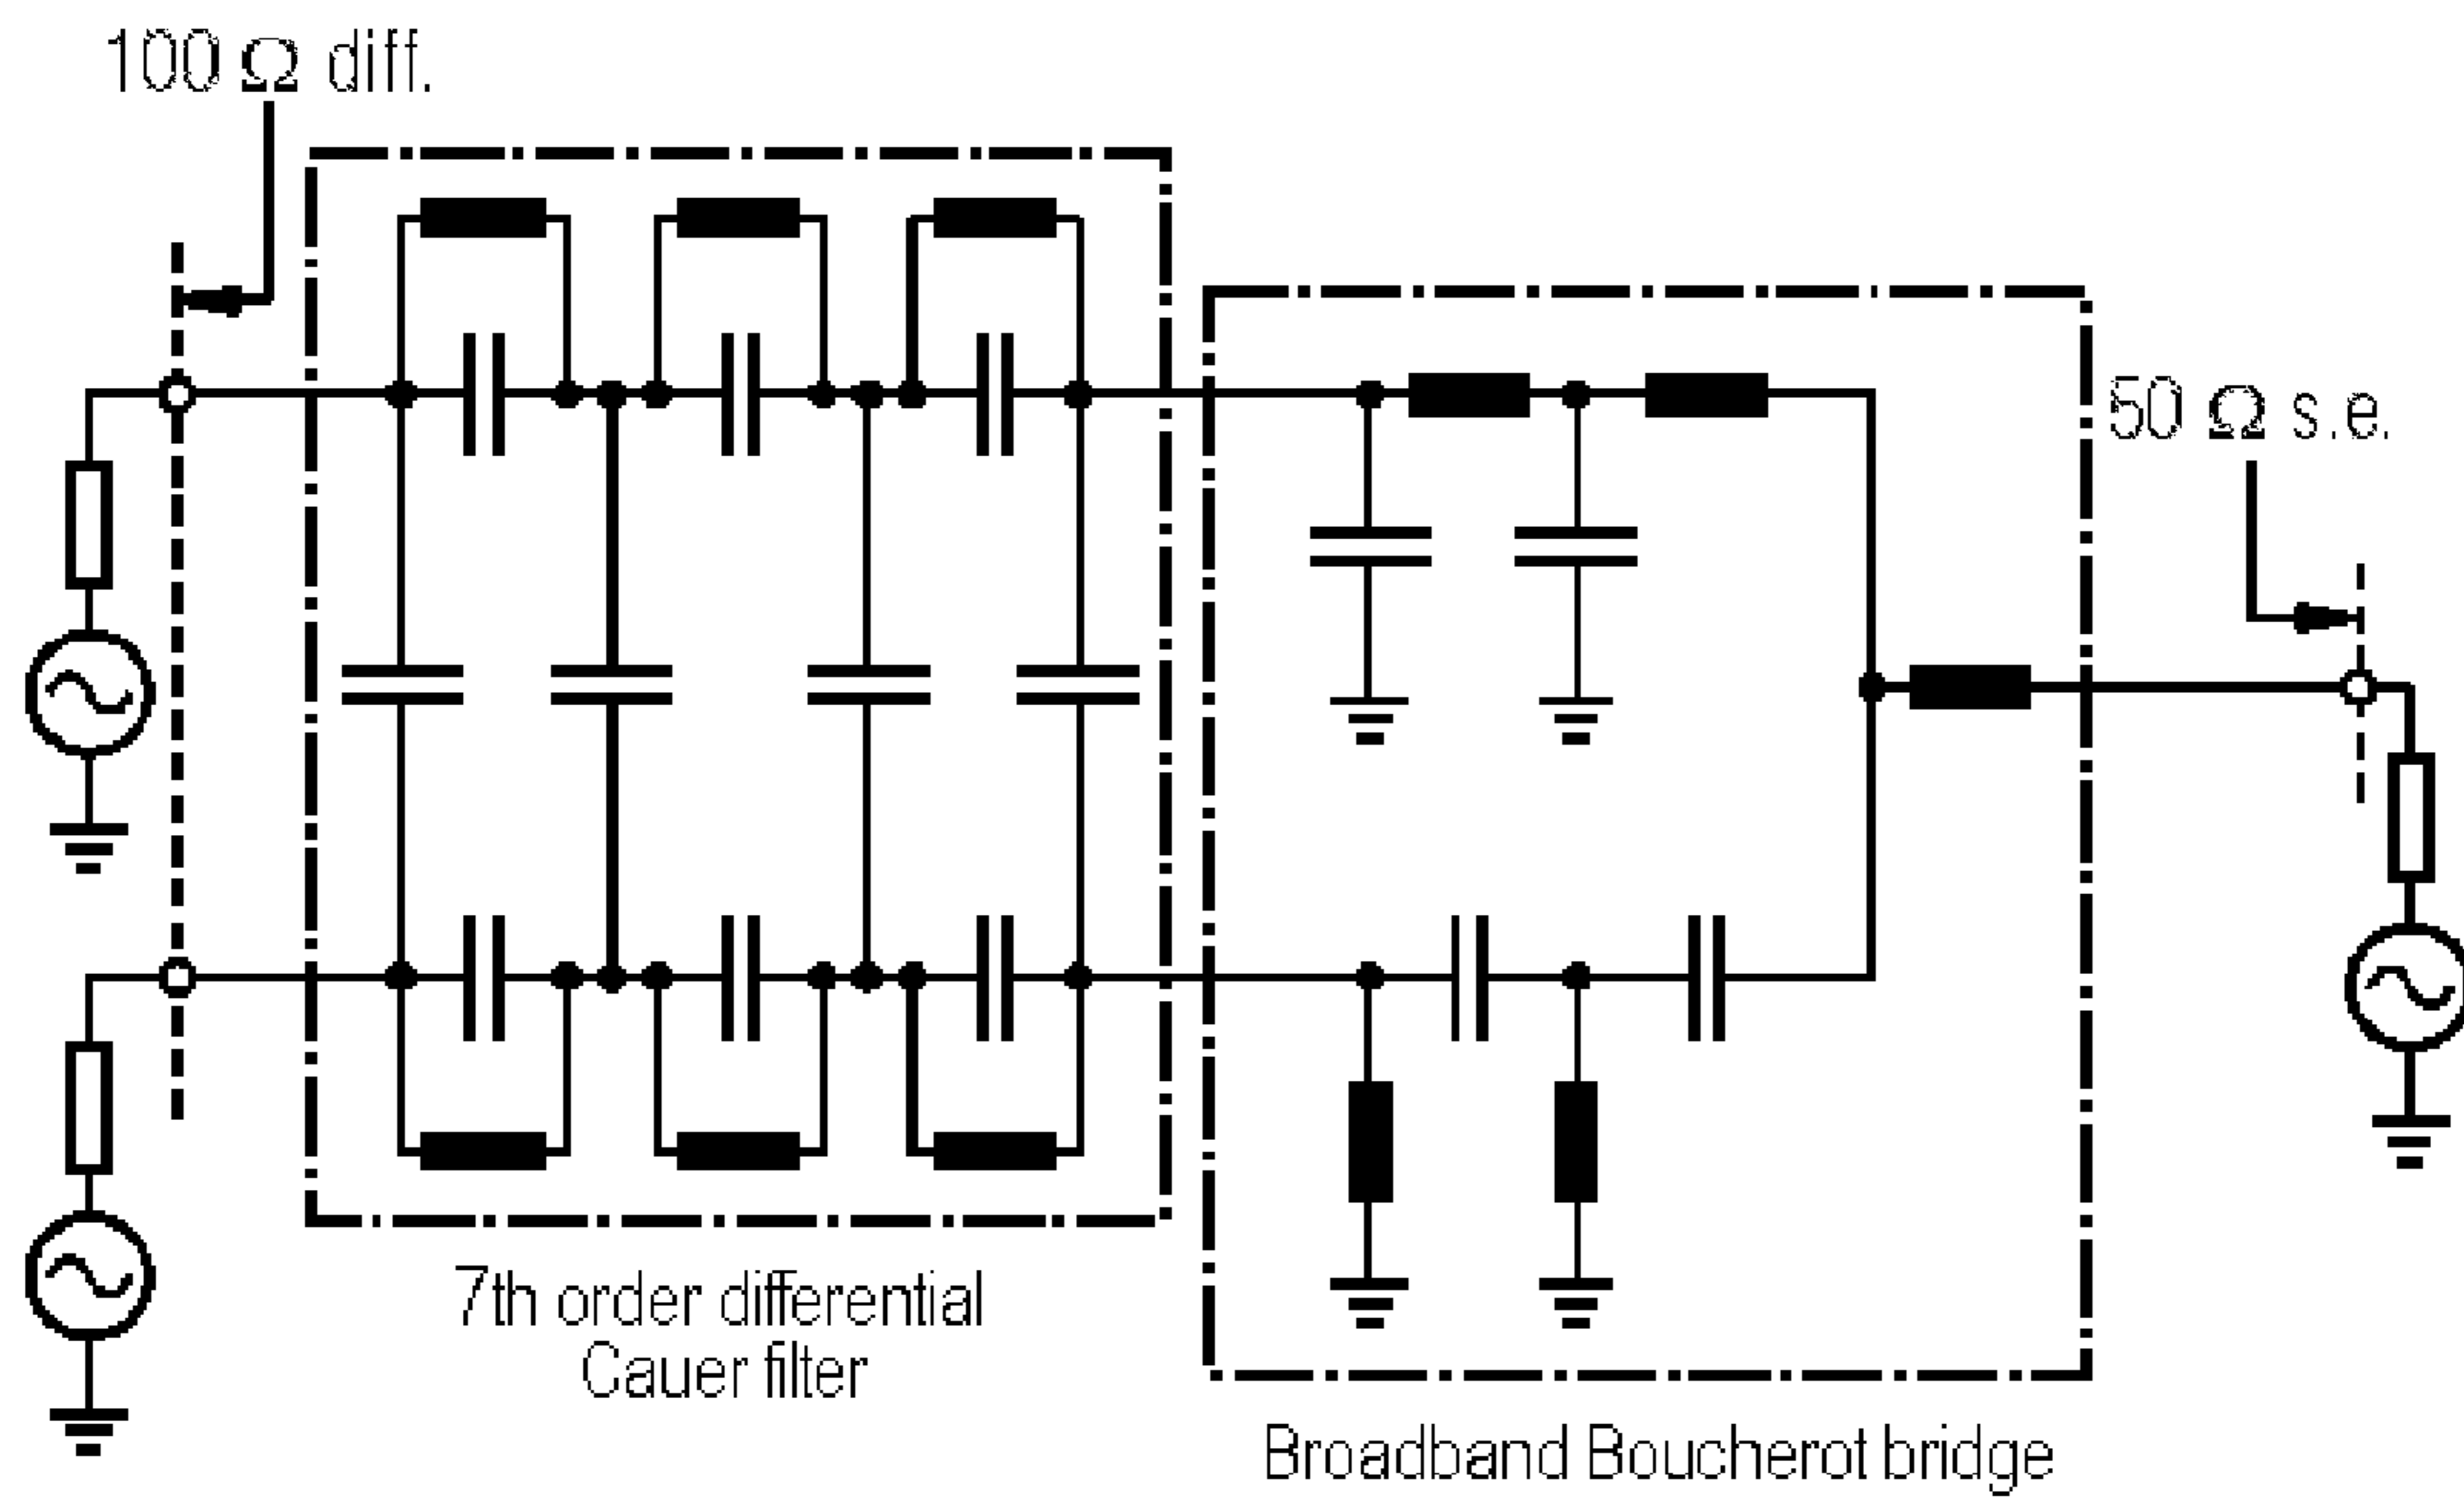 100 Ω diff.
50 Ω s.e.
7th order differential
Cauer filter
Broadband Boucherot bridge